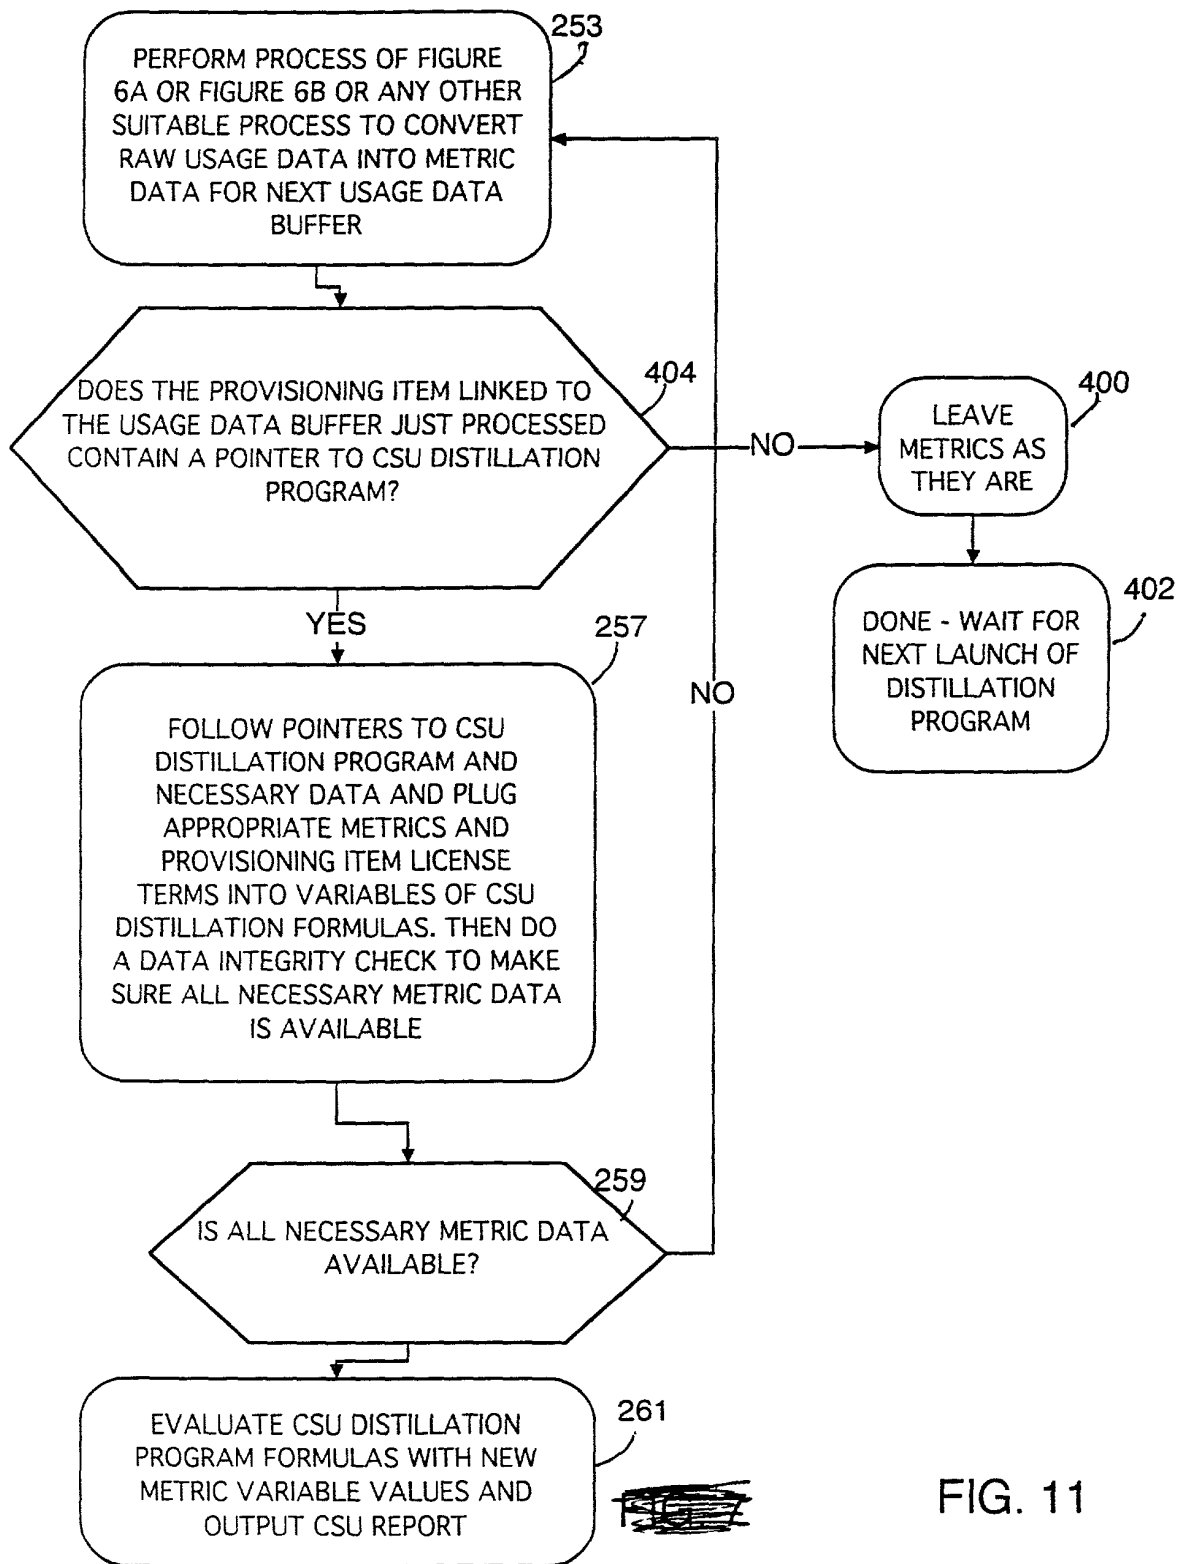 253
PERFORM PROCESS OF FIGURE
6A OR FIGURE 6B OR ANY OTHER
SUITABLE PROCESS TO CONVERT
RAW USAGE DATA INTO METRIC
DATA FOR NEXT USAGE DATA
BUFFER
404
DOES THE PROVISIONING ITEM LINKED TO
THE USAGE DATA BUFFER JUST PROCESSED
CONTAIN A POINTER TO CSU DISTILLATION
PROGRAM?
NO
400
LEAVE
METRICS AS
THEY ARE
402
DONE - WAIT FOR
NEXT LAUNCH OF
DISTILLATION
PROGRAM
YES
257
NO
FOLLOW POINTERS TO CSU
DISTILLATION PROGRAM AND
NECESSARY DATA AND PLUG
APPROPRIATE METRICS AND
PROVISIONING ITEM LICENSE
TERMS INTO VARIABLES OF CSU
DISTILLATION FORMULAS. THEN DO
A DATA INTEGRITY CHECK TO MAKE
SURE ALL NECESSARY METRIC DATA
IS AVAILABLE
259
IS ALL NECESSARY METRIC DATA
AVAILABLE?
261
EVALUATE CSU DISTILLATION
PROGRAM FORMULAS WITH NEW
METRIC VARIABLE VALUES AND
OUTPUT CSU REPORT
FIG. 11